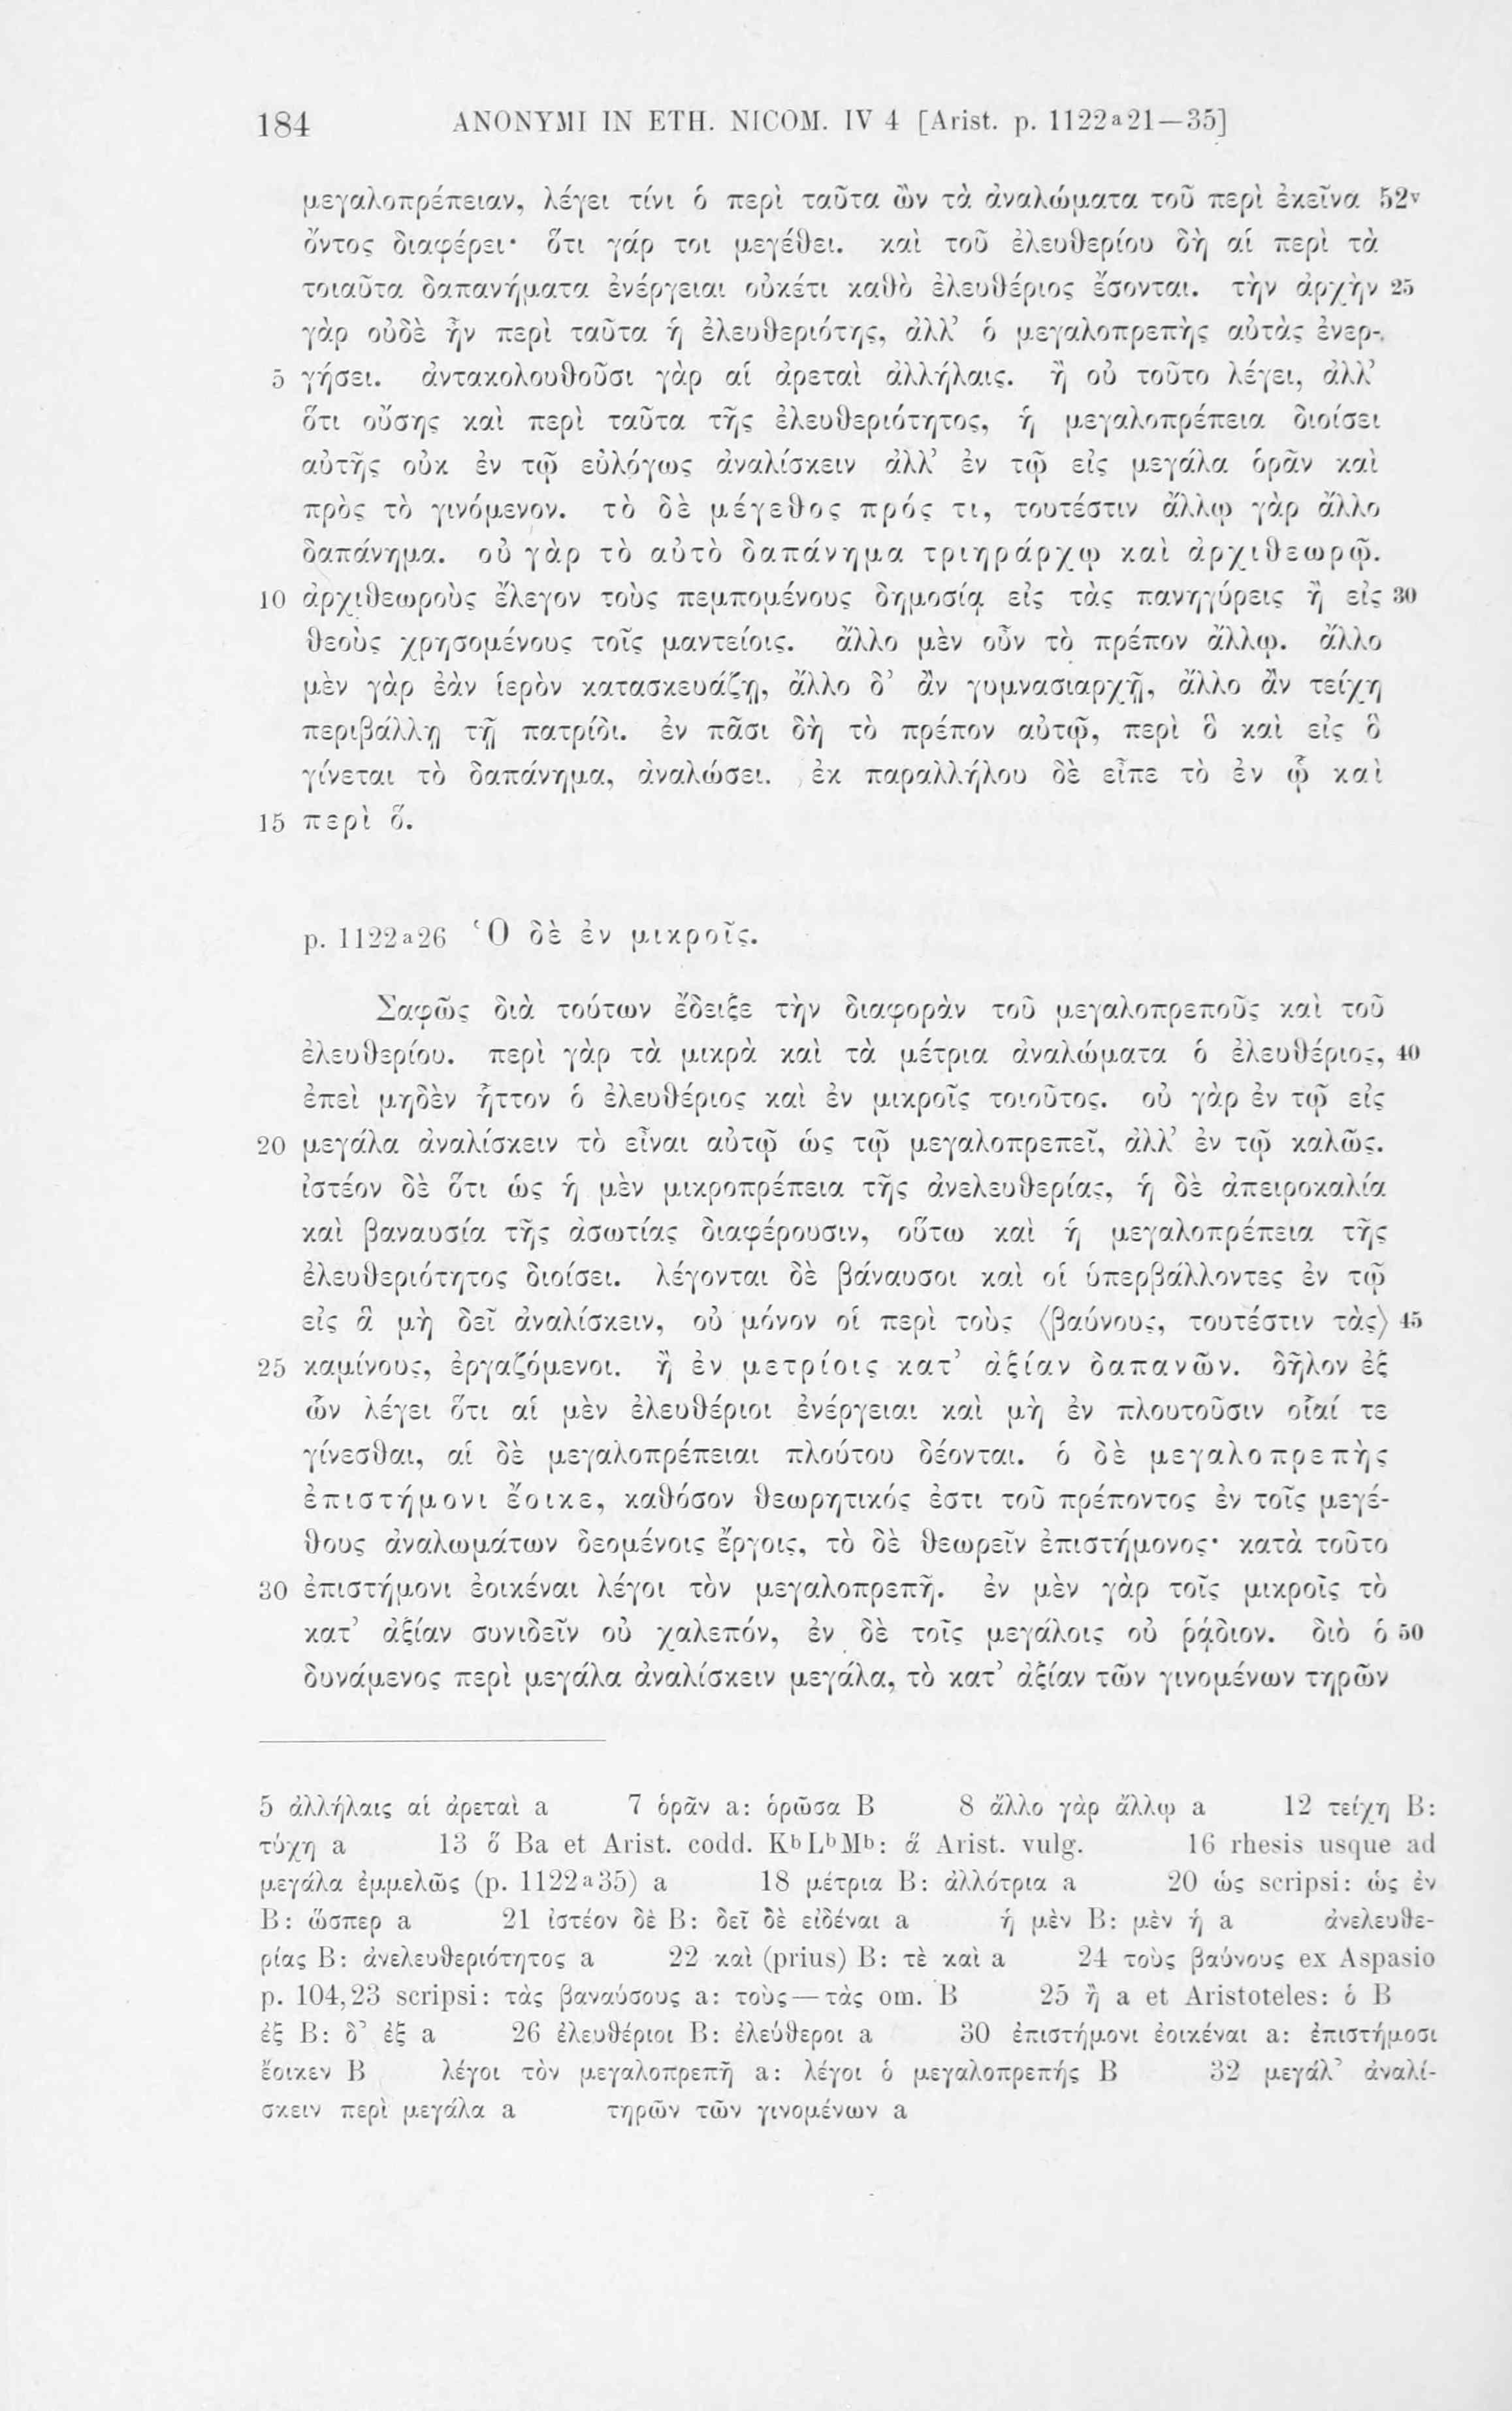 184 ANONYMI IN ETH. NICOM. IV 4 [Arist. p. 1122a21—35]
μεγαλοπρέπειαν, λέγει τίνι ὁ περὶ ταῦτα ὢν τὰ ἀναλώματα τοῦ περὶ ἐκεῖνα 52v
ὄντος διαφέρει· ὅτι γάρ τοι μεγέθει. καὶ τοῦ ἐλευθερίου δὴ αἱ περὶ τὰ
τοιαῦτα δαπανήματα ἐνέργειαι οὐκέτι καθὸ ἐλευθέριος ἔσονται. τὴν ἀρχὴν 25
γὰρ οὐδὲ ἦν περὶ ταῦτα ἡ ἐλευθεριότης, ἀλλ’ ὁ μεγαλοπρεπὴς αὐτὰς ἐνερ-
5 γήσει. ἀντακολουθοῦσι γὰρ αἱ ἀρεταὶ ἀλλήλαις. ἢ οὐ τοῦτο λέγει, ἀλλ’
ὅτι οὔσης καὶ περὶ ταῦτα τῆς ἐλευθεριότητος, ἡ μεγαλοπρέπεια διοίσει
αὐτῆς οὐκ ἐν τῷ εὐλόγως ἀναλίσκειν ἀλλ’ ἐν τῷ εἰς μεγάλα ὁρᾶν καὶ
πρὸς τὸ γινόμενον. τὸ δὲ μέγεθος πρός τι, τουτέστιν ἄλλῳ γὰρ ἄλλο
δαπάνημα. οὐ γὰρ τὸ αὐτὸ δαπάνημα τριηράρχῳ καὶ ἀρχιθεωρῷ.
10 ἀρχιθεωροὺς ἔλεγον τοὺς πεμπομένους δημοσίᾳ εἰς τὰς πανηγύρεις ἢ εἰς 30
θεοὺς χρησομένους τοῖς μαντείοις. ἄλλο μὲν οὖν τὸ πρέπον ἄλλῳ. ἄλλο
μὲν γὰρ ἐὰν ἱερὸν κατασκευάζῃ, ἄλλο δ’ ἂν γυμνασιαρχῇ, ἄλλο ἂν τείχη
περιβάλλῃ τῇ πατρίδι. ἐν πᾶσι δὴ τὸ πρέπον αὐτῷ, περὶ ὃ καὶ εἰς ὃ
γίνεται τὸ δαπάνημα, ἀναλώσει. ἐκ παραλλήλου δὲ εἶπε τὸ ἐν ᾧ καὶ
15 περὶ ὅ.
p. 1122a26 Ὁ δὲ ἐν μικροῖς.
Σαφῶς διὰ τούτων ἔδειξε τὴν διαφορὰν τοῦ μεγαλοπρεποῦς καὶ τοῦ
ἐλευθερίου. περὶ γὰρ τὰ μικρὰ καὶ τὰ μέτρια ἀναλώματα ὁ ἐλευθέριος, 40
ἐπεὶ μηδὲν ἧττον ὁ ἐλευθέριος καὶ ἐν μικροῖς τοιοῦτος. οὐ γὰρ ἐν τῷ εἰς
20 μεγάλα ἀναλίσκειν τὸ εἶναι αὐτῷ ὡς τῷ μεγαλοπρεπεῖ, ἀλλ’ ἐν τῷ καλῶς.
ἰστέον δὲ ὅτι ὡς ἡ μὲν μικροπρέπεια τῆς ἀνελευθερίας, ἡ δὲ ἀπειροκαλία
καὶ βαναυσία τῆς ἀσωτίας διαφέρουσιν, οὕτω καὶ ἡ μεγαλοπρέπεια τῆς
ἐλευθεριότητος διοίσει. λέγονται δὲ βάναυσοι καὶ οἱ ὑπερβάλλοντες ἐν τῷ
εἰς ἃ μὴ δεῖ ἀναλίσκειν, οὐ μόνον οἱ περὶ τοὺς ⟨βαύνους, τουτέστιν τὰς⟩ 45
25 καμίνους, ἐργαζόμενοι. ἢ ἐν μετρίοις κατ’ ἀξίαν δαπανῶν. δῆλον ἐξ
ὧν λέγει ὅτι αἱ μὲν ἐλευθέριοι ἐνέργειαι καὶ μὴ ἐν πλουτοῦσιν οἷαί τε
γίνεσθαι, αἱ δὲ μεγαλοπρέπειαι πλούτου δέονται. ὁ δὲ μεγαλοπρεπὴς
ἐπιστήμονι ἔοικε, καθόσον θεωρητικός ἐστι τοῦ πρέποντος ἐν τοῖς μεγέ-
θους ἀναλωμάτων δεομένοις ἔργοις, τὸ δὲ θεωρεῖν ἐπιστήμονος· κατὰ τοῦτο
30 ἐπιστήμονι ἐοικέναι λέγοι τὸν μεγαλοπρεπῆ. ἐν μὲν γὰρ τοῖς μικροῖς τὸ
κατ’ ἀξίαν συνιδεῖν οὐ χαλεπόν, ἐν δὲ τοῖς μεγάλοις οὐ ῥᾴδιον. διὸ ὁ 50
δυνάμενος περὶ μεγάλα ἀναλίσκειν μεγάλα, τὸ κατ’ ἀξίαν τῶν γινομένων τηρῶν
5 ἀλλήλαις αἱ ἀρεταὶ a 7 ὁρᾶν a: ὁρῶσα B 8 ἄλλο γὰρ ἄλλῳ a 12 τείχη B:
τύχη a 13 ὅ Ba et Arist. codd. KbLbMb: ἅ Arist. vulg. 16 rhesis usque ad
μεγάλα ἐμμελῶς (p. 1122a35) a 18 μέτρια B: ἀλλότρια a 20 ὡς scripsi: ὡς ἐν
B: ὥσπερ a 21 ἰστέον δὲ B: δεῖ δὲ εἰδέναι a ἡ μὲν B: μὲν ἡ a ἀνελευθε-
ρίας B: ἀνελευθεριότητος a 22 καὶ (prius) B: τὲ καὶ a 24 τοὺς βαύνους ex Aspasio
p. 104,23 scripsi: τὰς βαναύσους a: τοὺς—τὰς om. B 25 ἢ a et Aristoteles: ὁ B
ἐξ B: δ’ ἐξ a 26 ἐλευθέριοι B: ἐλεύθεροι a 30 ἐπιστήμονι ἐοικέναι a: ἐπιστήμοσι
ἔοικεν B λέγοι τὸν μεγαλοπρεπῆ a: λέγοι ὁ μεγαλοπρεπής B 32 μεγάλ’ ἀναλί-
σκειν περὶ μεγάλα a τηρῶν τῶν γινομένων a